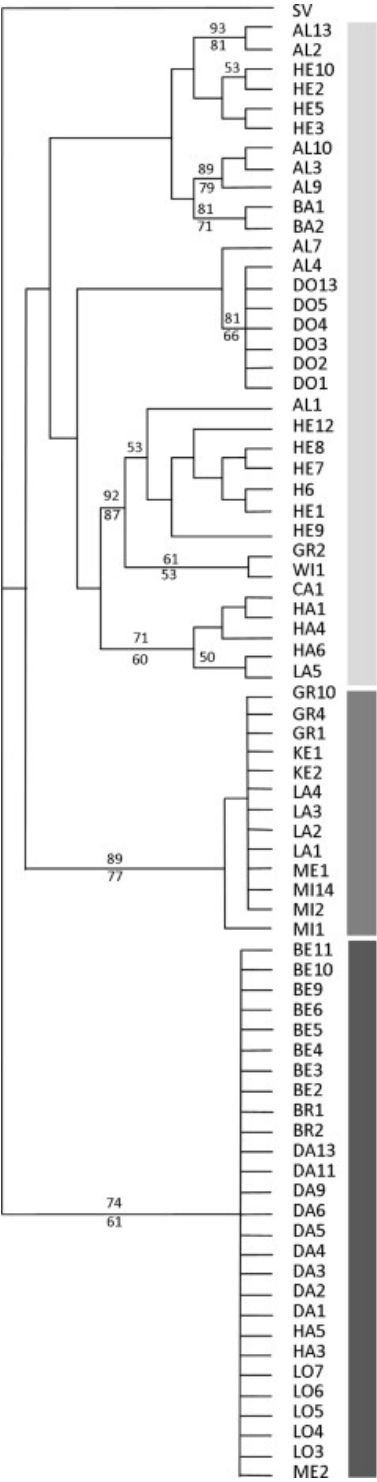 SV
93
AL13
81
AL2
53
HE10
HE2
HE5
HE3
AL10
89
AL3
79
AL9
81
BA1
71
BA2
AL7
AL4
DO13
DO5
81
DO4
66
DO3
DO2
DO1
AL1
HE12
53
HE8
HE7
92
H6
87
HE1
HE9
61
GR2
53
WI1
CA1
HA1
71
HA4
60
50
HA6
LA5
GR10
GR4
GR1
KE1
KE2
LA4
LA3
LA2
LA1
89
ME1
77
MI14
MI2
MI1
BE11
BE10
BE9
BE6
BE5
BE4
BE3
BE2
BR1
BR2
DA13
DA11
DA9
74
DA6
61
DA5
DA4
DA3
DA2
DA1
HA5
HA3
LO7
LO6
LO5
LO4
LO3
ME2